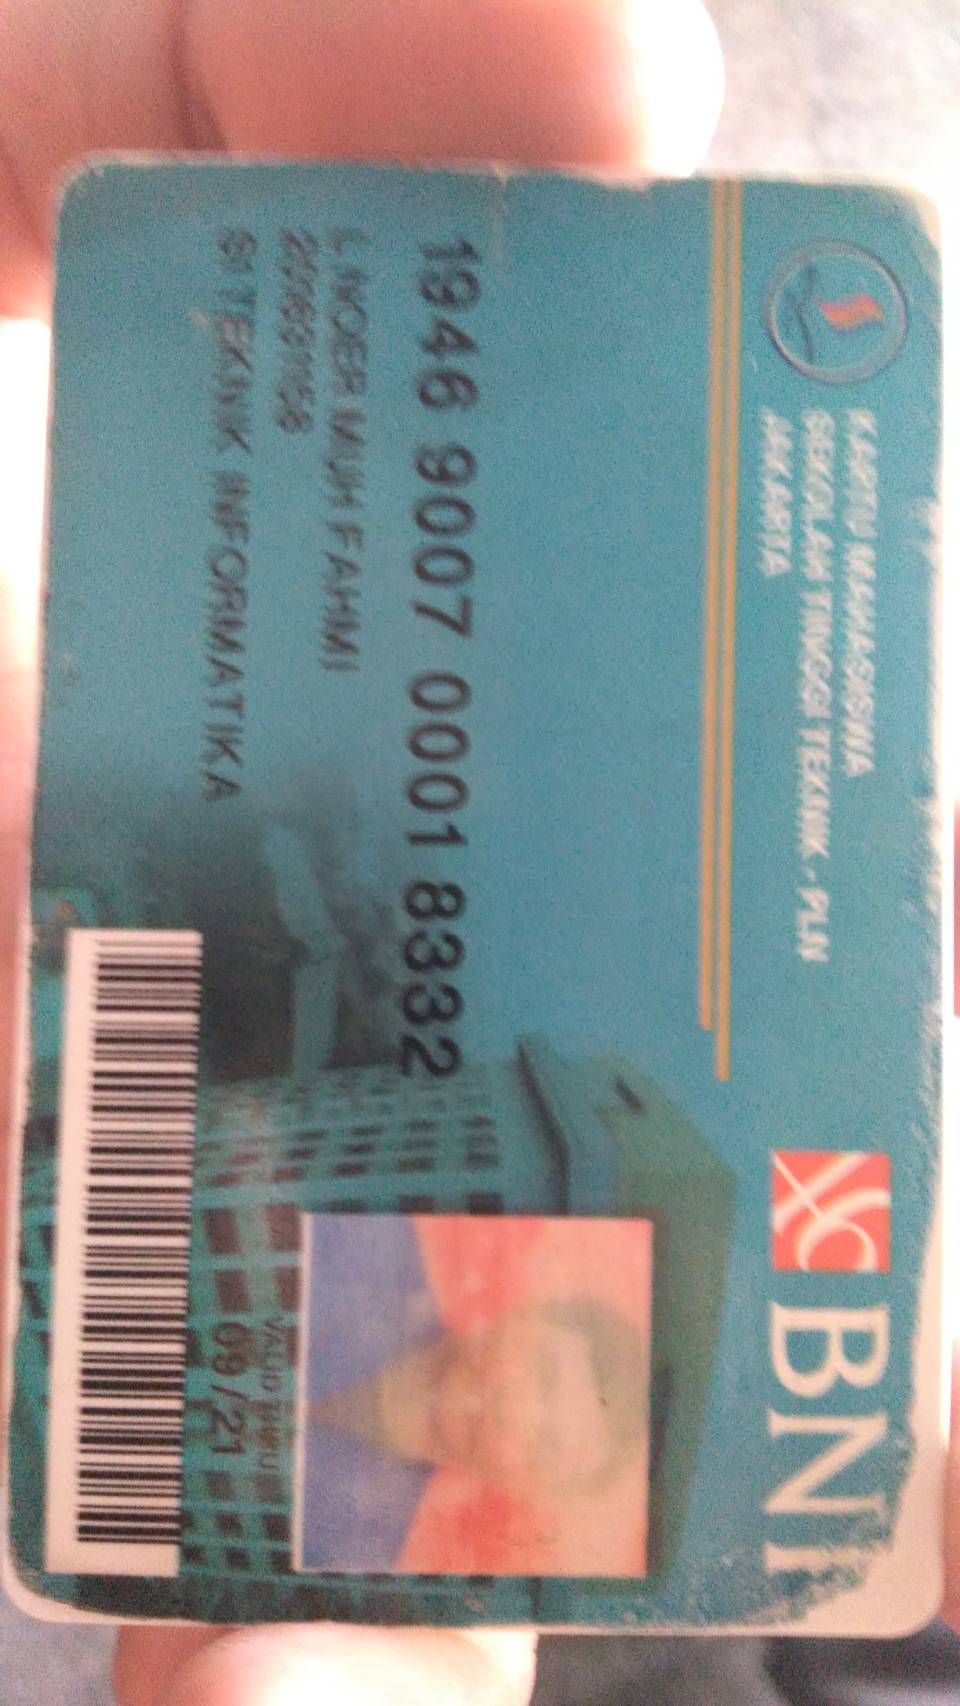 KARTU MAHASISWA
SEKOLAH TINGGI TEKNIK - PLN
JAKARTA
BNI
1946 9007 0001 8332
L NOER MUH FAHMI
S1 TEKNIK INFORMATIKA
VALID THRU
09/21